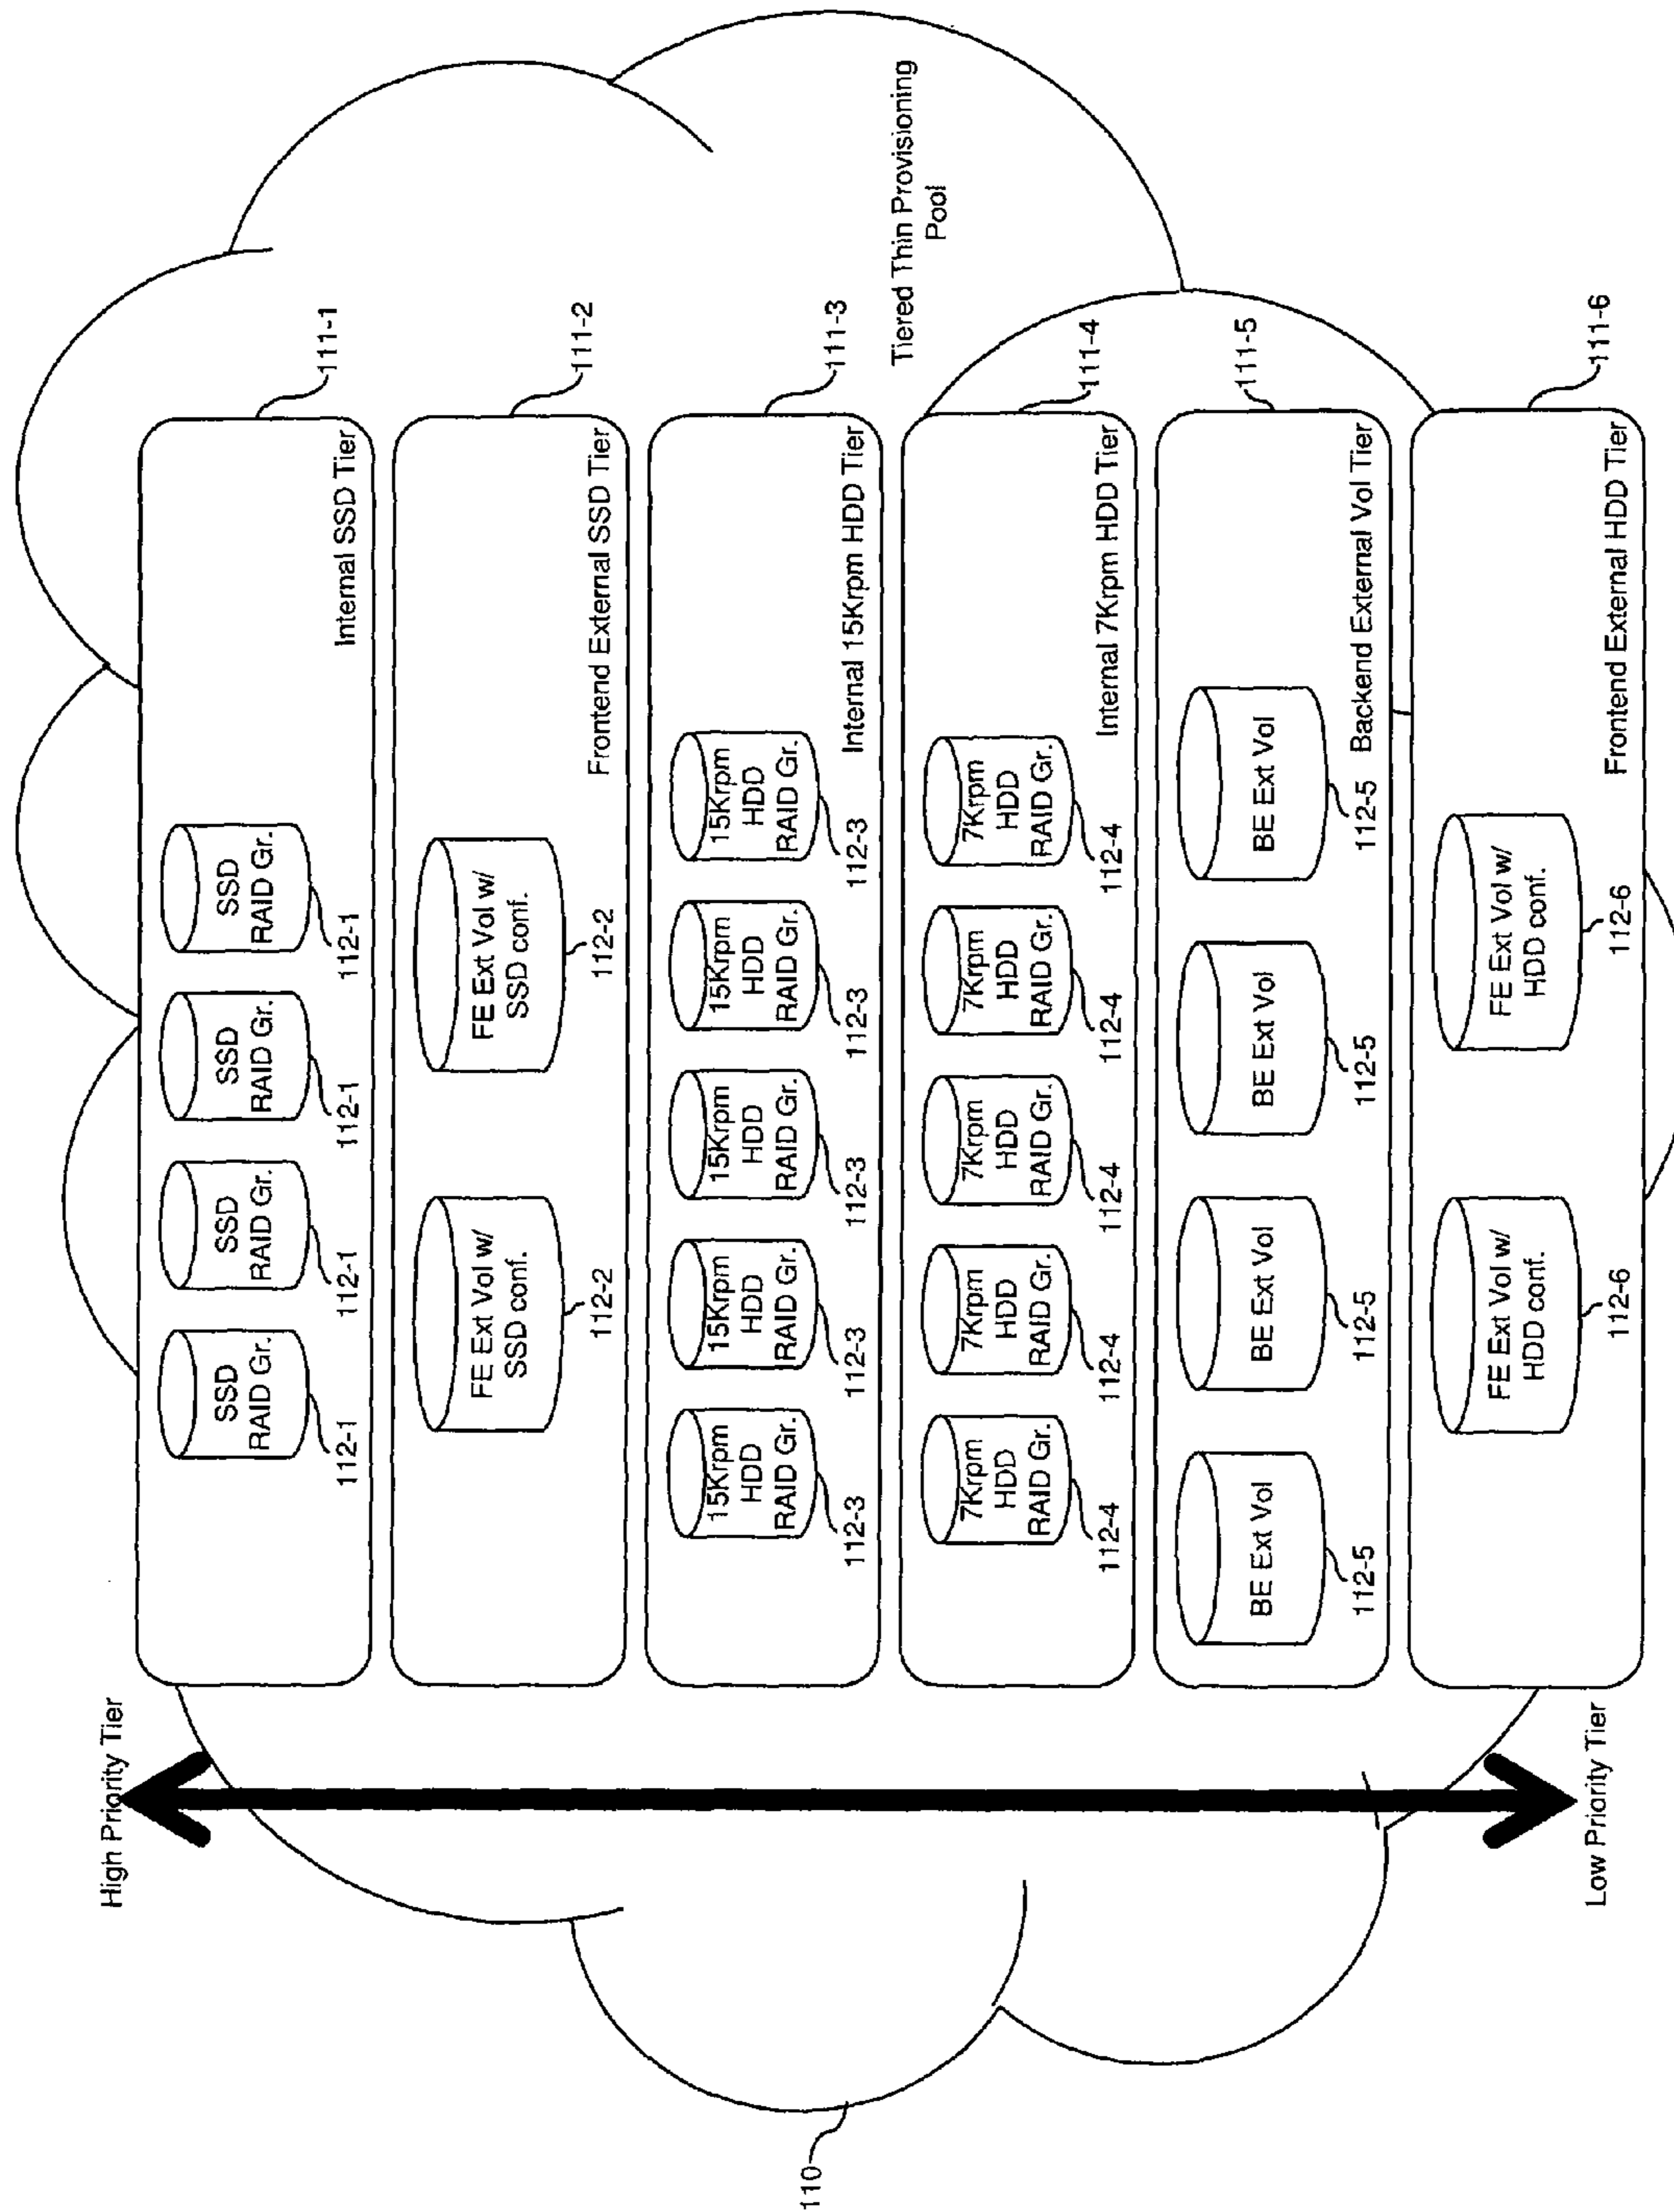 High Priority Tier
SSD
RAID Gr.
112-1
SSD
RAID Gr.
112-1
SSD
RAID Gr.
112-1
SSD
RAID Gr.
112-1
Internal SSD Tier
111-1
FE Ext Vol w/
SSD conf.
112-2
FE Ext Vol w/
SSD conf.
112-2
Frontend External SSD Tier
111-2
15Krpm
HDD
RAID Gr.
112-3
15Krpm
HDD
RAID Gr.
112-3
15Krpm
HDD
RAID Gr.
112-3
15Krpm
HDD
RAID Gr.
112-3
15Krpm
HDD
RAID Gr.
112-3
Internal 15Krpm HDD Tier
111-3
Tiered Thin Provisioning
Pool
7Krpm
HDD
RAID Gr.
112-4
7Krpm
HDD
RAID Gr.
112-4
7Krpm
HDD
RAID Gr.
112-4
7Krpm
HDD
RAID Gr.
112-4
7Krpm
HDD
RAID Gr.
112-4
Internal 7Krpm HDD Tier
111-4
BE Ext Vol
112-5
BE Ext Vol
112-5
BE Ext Vol
112-5
BE Ext Vol
112-5
Backend External Vol Tier
111-5
FE Ext Vol w/
HDD conf.
112-6
FE Ext Vol w/
HDD conf.
112-6
Frontend External HDD Tier
111-6
Low Priority Tier
110